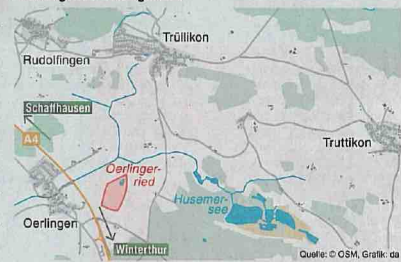 Trüllikon
Rudolfingen
Schaffhausen
A4
Truttikon
Oerlinger-
ried
Husemer-
see
Oerlingen
Winterthur
Quelle: © OSM, Grafik: da